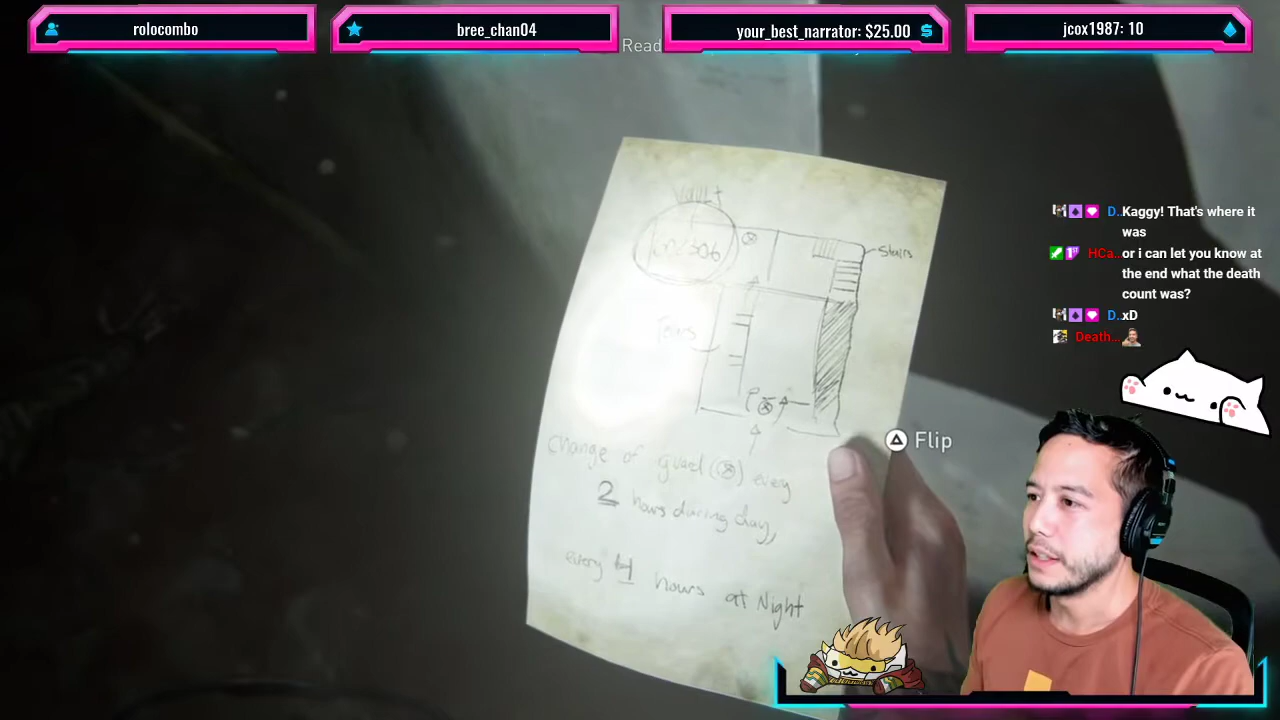 rolocombo
bree_chan04
your_best_narrator: $25.00
jcox1987: 10
Read
Kaggy! That's where it
was
HCa.. or i can let you know at
the end what the death
count was?
D. xD
Death...
Vault
Stairs
Flip
change of guard (⊗) every
2 hours during day,
every 4 hours at Night